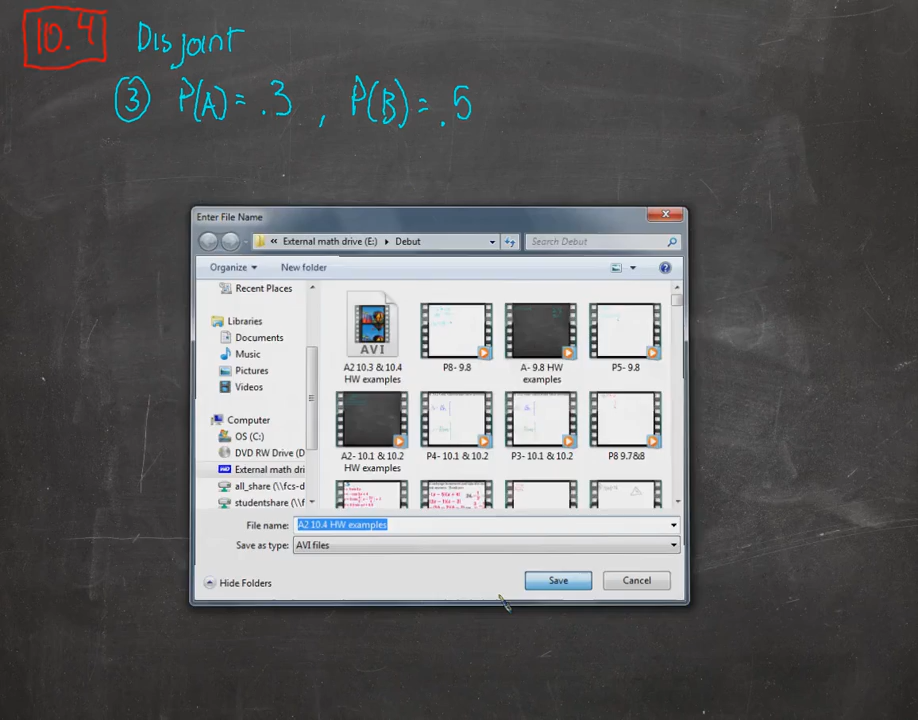 10.4 Disjoint
③ P(A) = .3 , P(B) = .5
Enter File Name
« External math drive (E:) ▸ Debut
Search Debut
Organize
New folder
Recent Places
Libraries
Documents
Music
Pictures
Videos
Computer
OS (C:)
DVD RW Drive (D
External math dri
all_share (\\fcs-d
studentshare (\\f
AVI
A2 10.3 & 10.4 HW examples
P8- 9.8
A- 9.8 HW examples
P5- 9.8
A2- 10.1 & 10.2 HW examples
P4- 10.1 & 10.2
P3- 10.1 & 10.2
P8 9.7&8
File name: A2 10.4 HW examples
Save as type: AVI files
Hide Folders
Save
Cancel